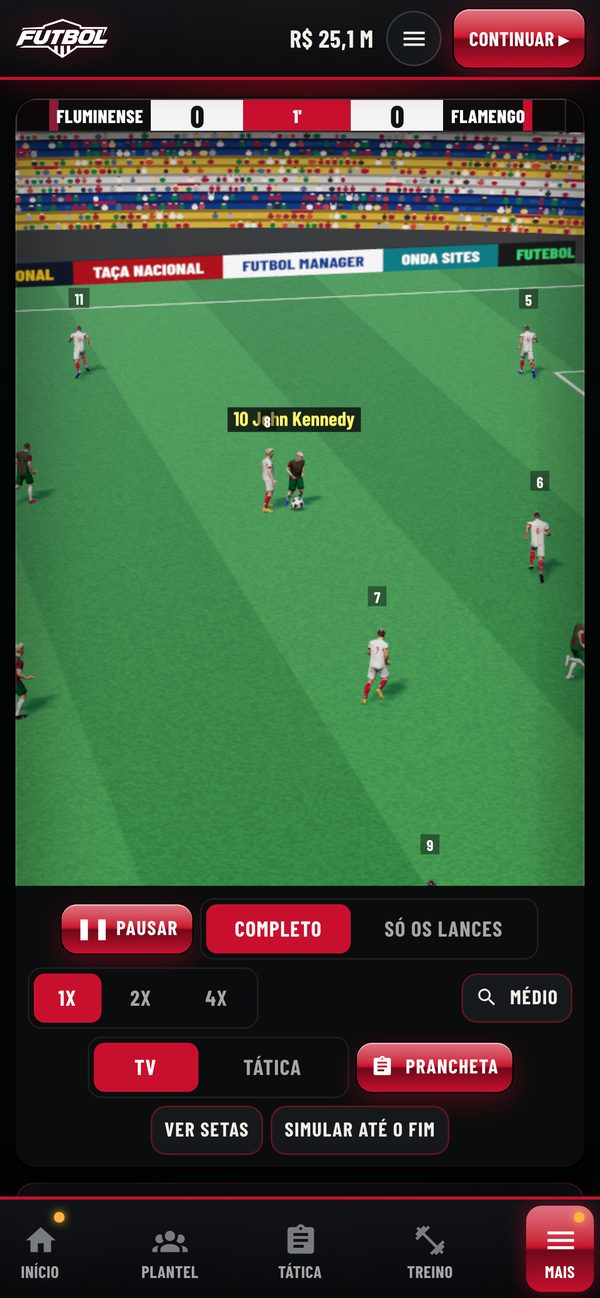 FUTBOL
R$ 25,1 M
CONTINUAR ▶
FLUMINENSE 0 1' 0 FLAMENGO
ONAL TAÇA NACIONAL FUTBOL MANAGER ONDA SITES FUTEBOL
11
5
10 John Kennedy
8
6
7
9
PAUSAR
COMPLETO
SÓ OS LANCES
1X
2X
4X
MÉDIO
TV
TÁTICA
PRANCHETA
VER SETAS
SIMULAR ATÉ O FIM
INÍCIO
PLANTEL
TÁTICA
TREINO
MAIS